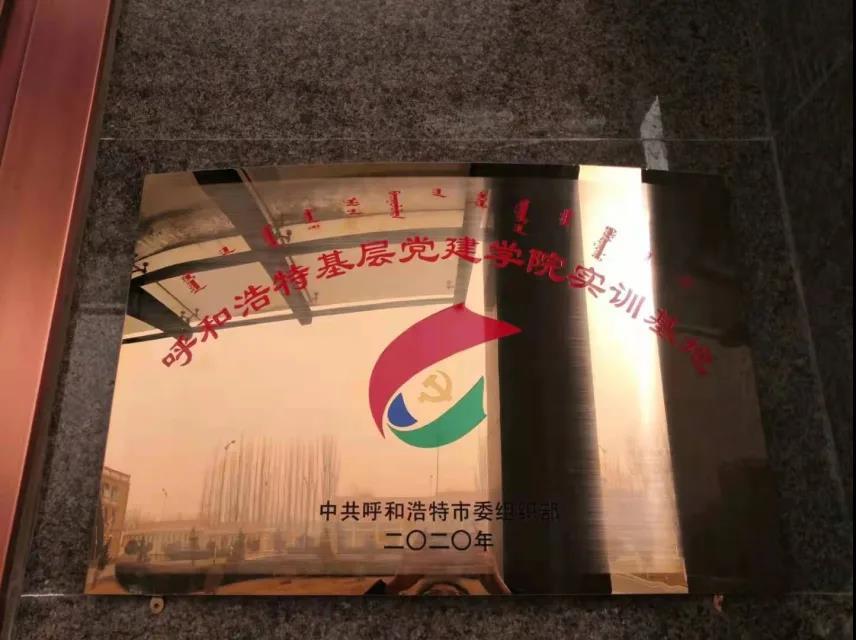 呼和浩特基层党建学院实训基地
中共呼和浩特市委组织部
二〇二〇年